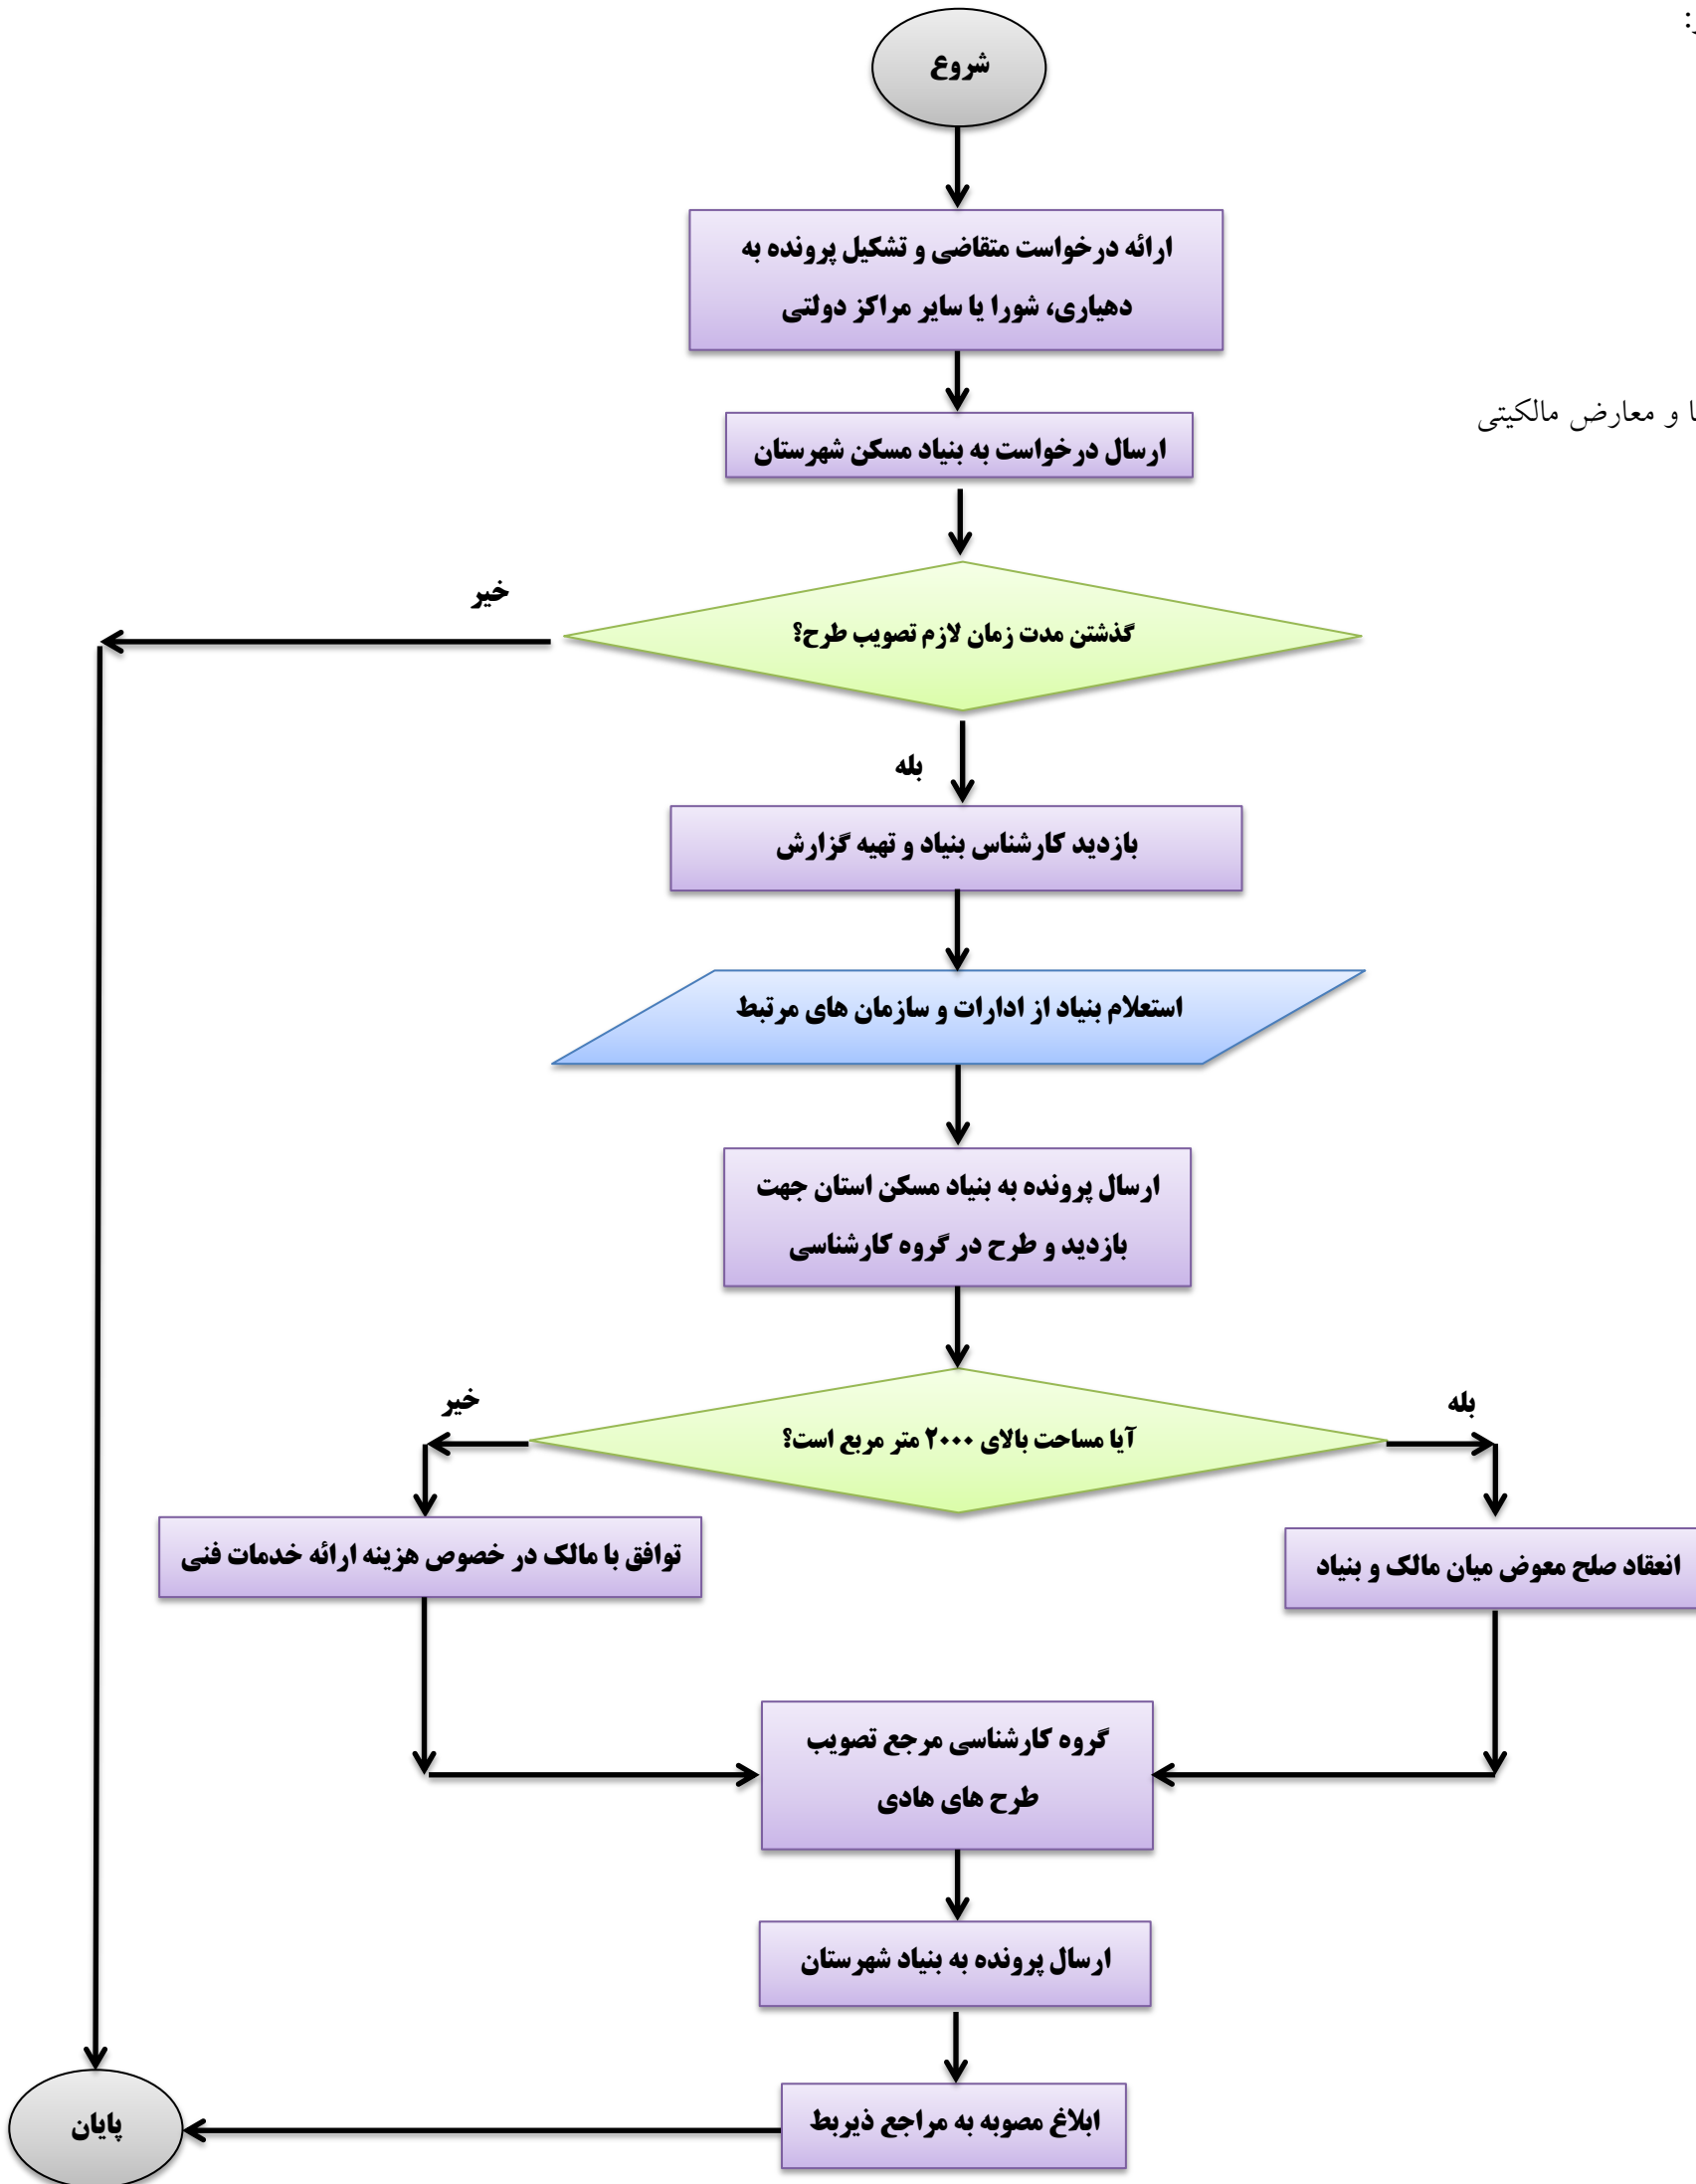 شروع
ارائه درخواست متقاضی و تشکیل پرونده به
دهیاری، شورا یا سایر مراکز دولتی
و معارض مالکیتی
ارسال درخواست به بنیاد مسکن شهرستان
خیر
گذشتن مدت زمان لازم تصویب طرح؟
بله
بازدید کارشناس بنیاد و تهیه گزارش
استعلام بنیاد از ادارات و سازمان های مرتبط
ارسال پرونده به بنیاد مسکن استان جهت
بازدید و طرح در گروه کارشناسی
بله
خیر
آیا مساحت بالای ۲۰۰۰ متر مربع است؟
انعقاد صلح معوض میان مالک و بنیاد
توافق با مالک در خصوص هزینه ارائه خدمات فنی
گروه کارشناسی مرجع تصویب
طرح های هادی
ارسال پرونده به بنیاد شهرستان
ابلاغ مصوبه به مراجع ذیربط
پایان